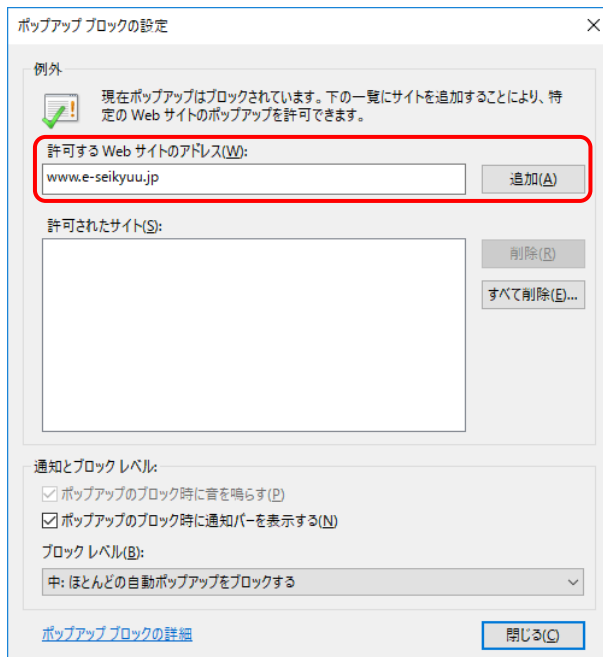 ポップアップ ブロックの設定
例外
現在ポップアップはブロックされています。下の一覧にサイトを追加することにより、特
定の Web サイトのポップアップを許可できます。
許可する Web サイトのアドレス(W):
www.e-seikyuu.jp
追加(A)
許可されたサイト(S):
削除(R)
すべて削除(E)...
通知とブロック レベル:
ポップアップのブロック時に音を鳴らす(P)
ポップアップのブロック時に通知バーを表示する(N)
ブロック レベル(B):
中: ほとんどの自動ポップアップをブロックする
ポップアップ ブロックの詳細
閉じる(C)